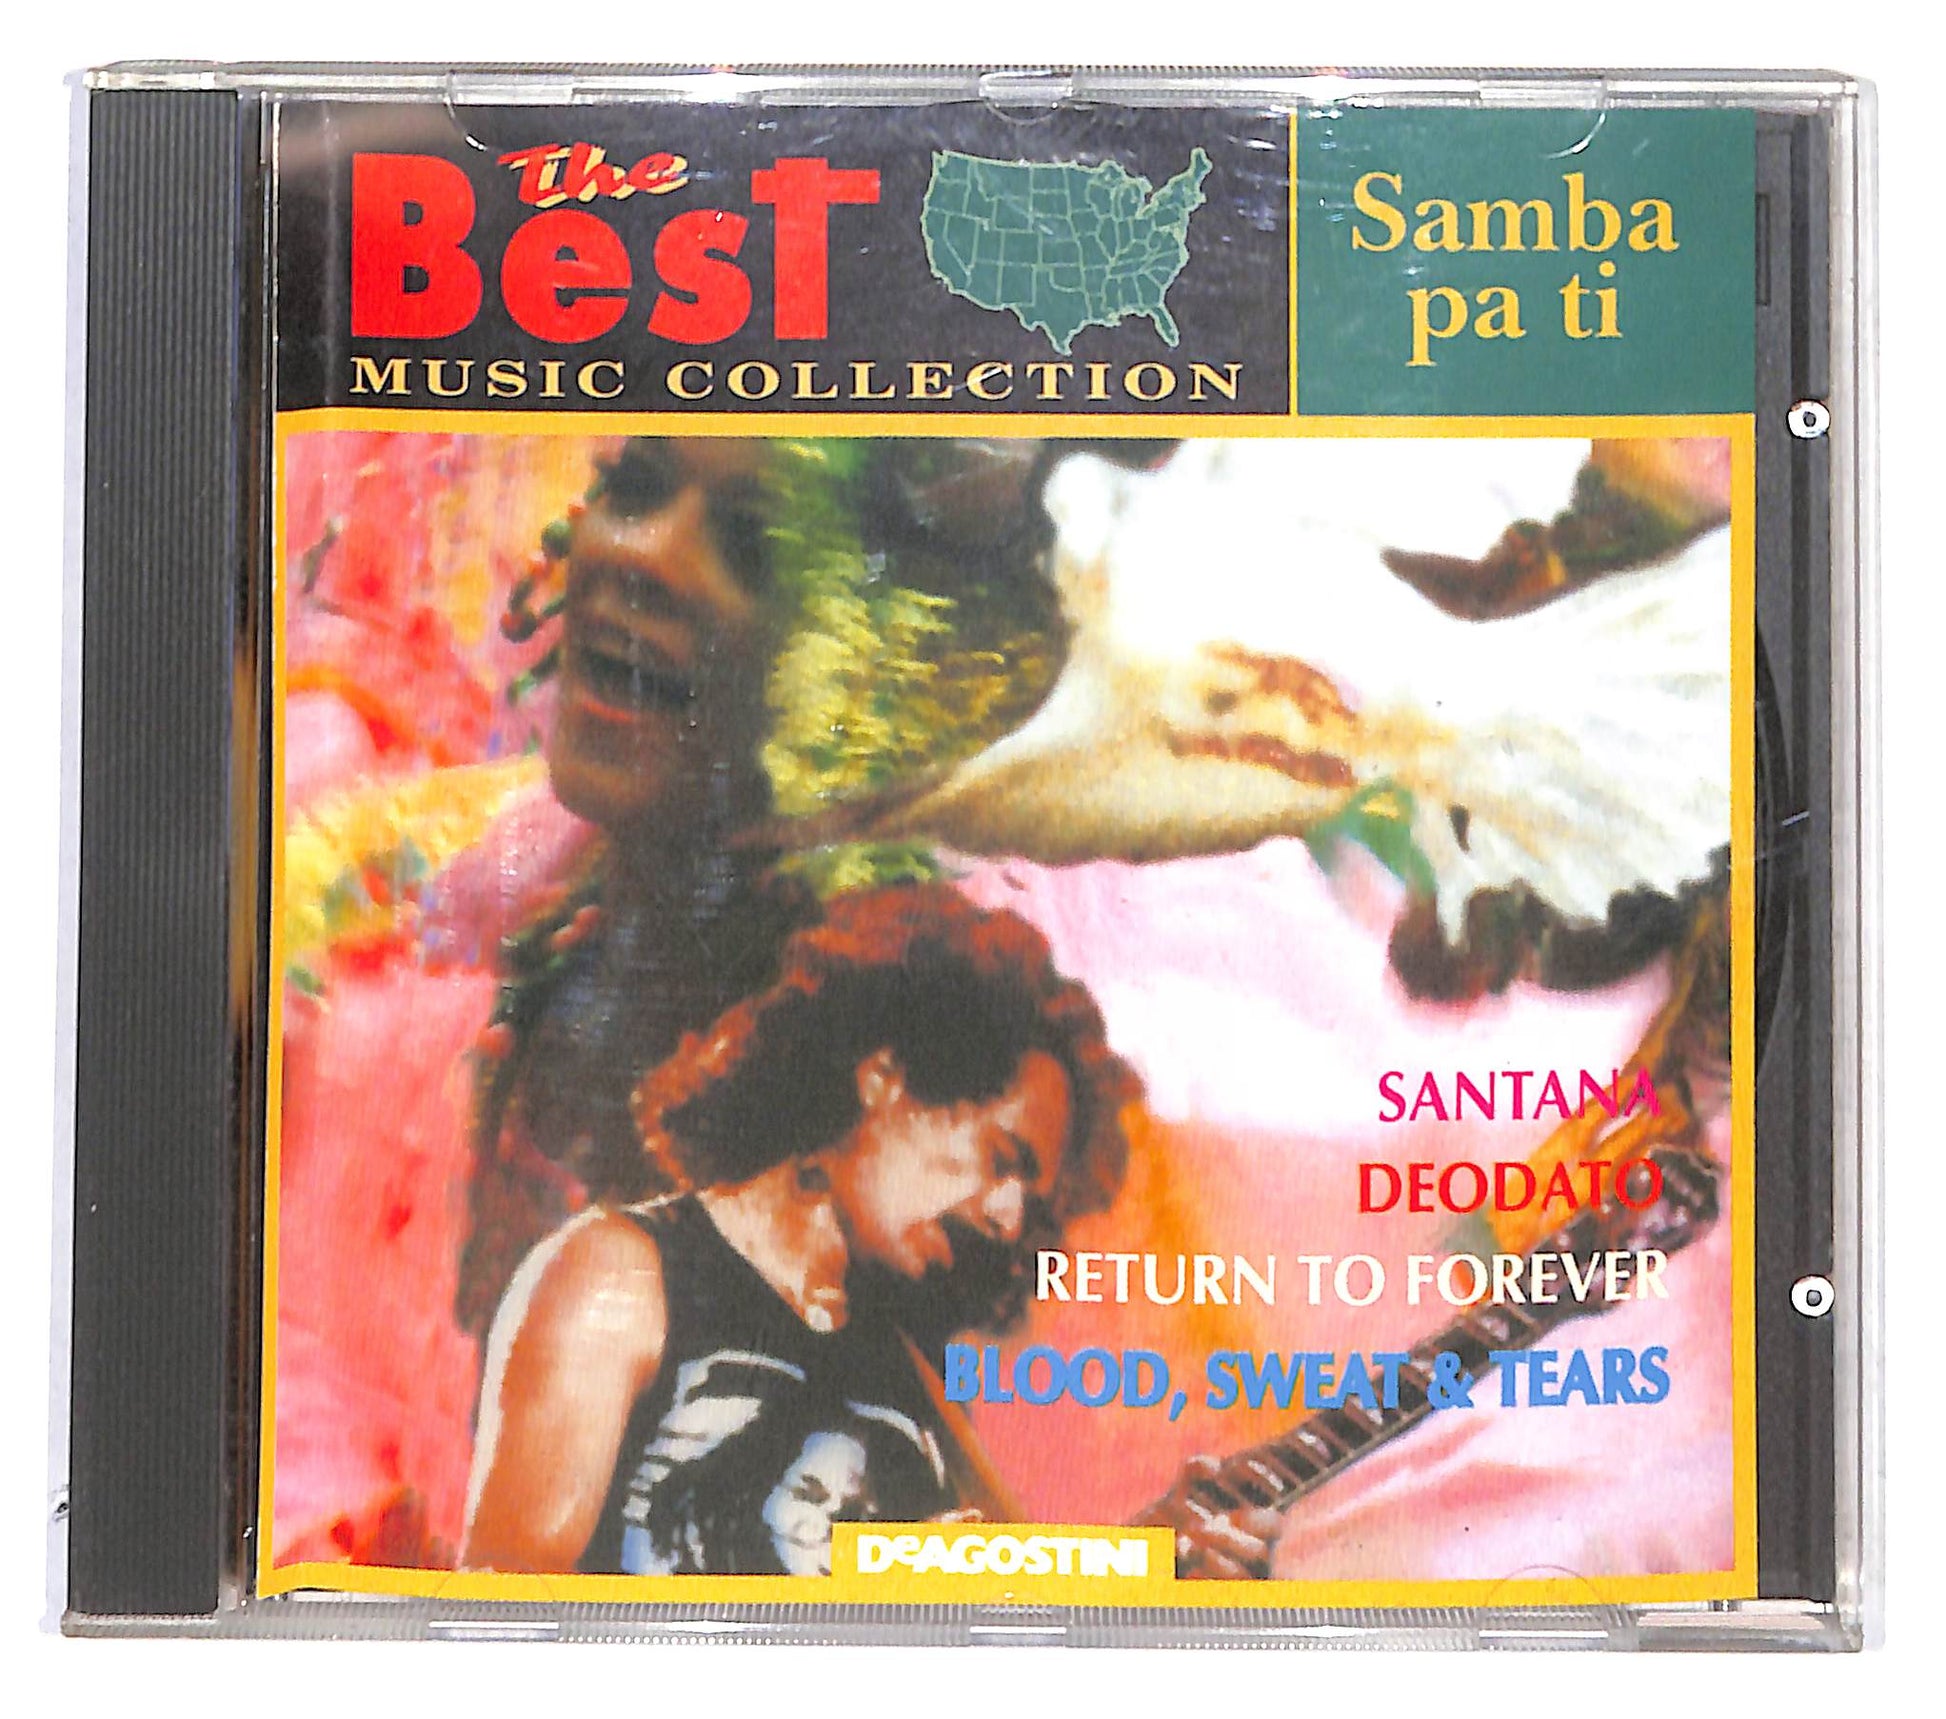 The
BesT
MUSIC COLLECTION
Samba
pa ti
SANTANA
DEODATO
RETURN TO FOREVER
BLOOD, SWEAT & TEARS
DeAGOSTINI